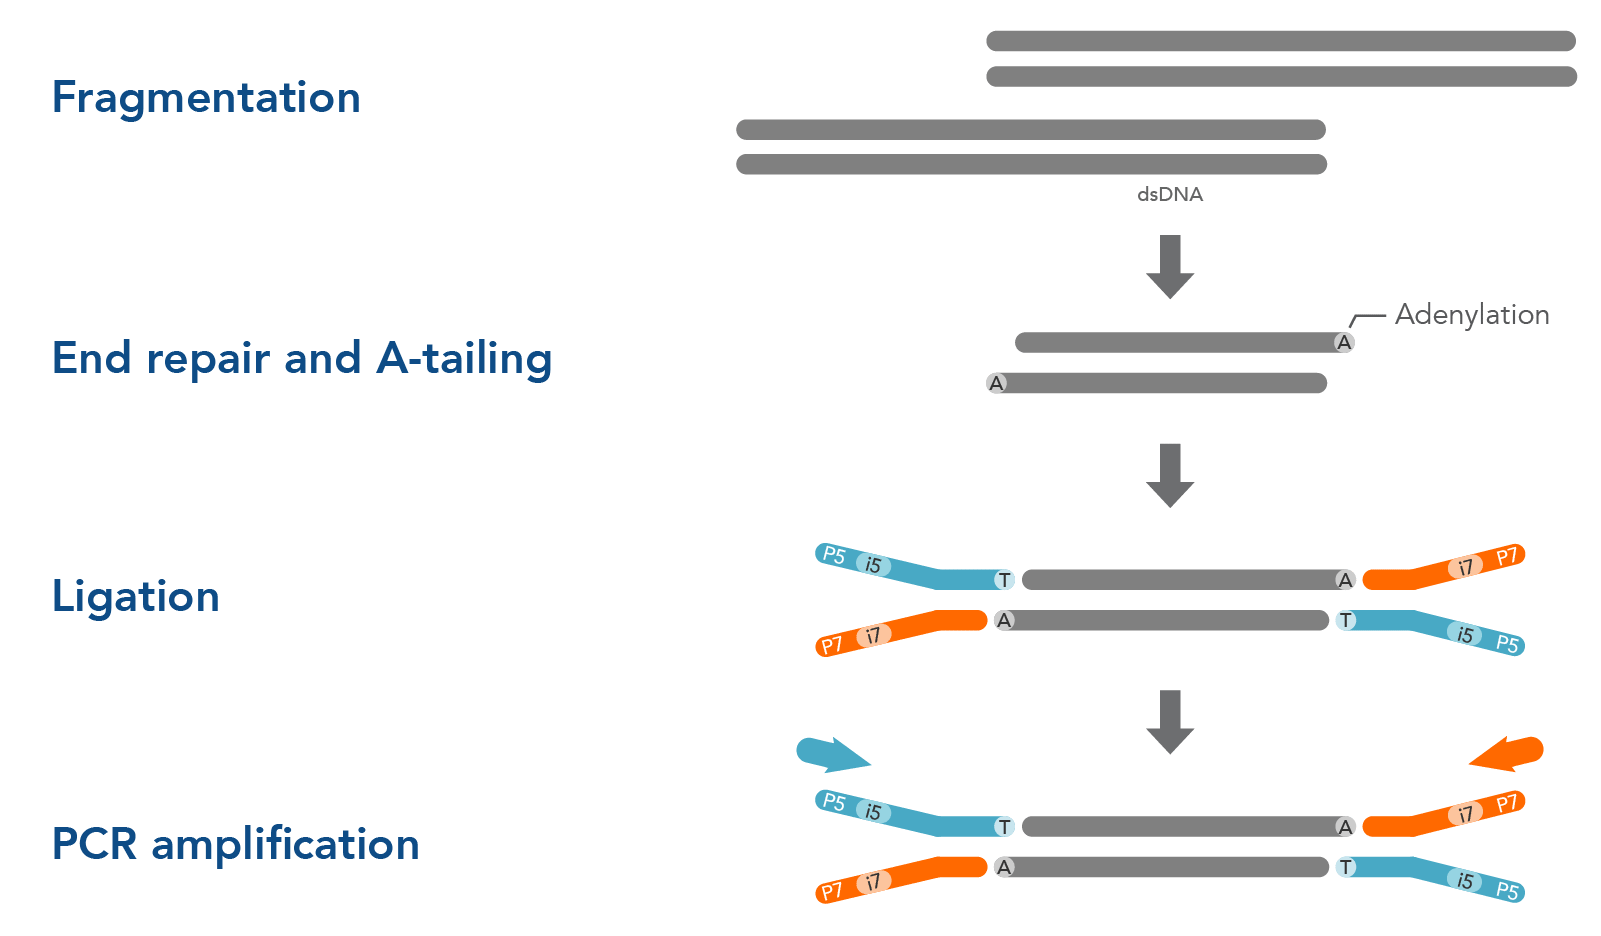 Fragmentation
dsDNA
Adenylation
End repair and A-tailing
A
A
Ligation
P5 i5 T A i7 P7
P7 i7 A T i5 P5
PCR amplification
P5 i5 T A i7 P7
P7 i7 A T i5 P5